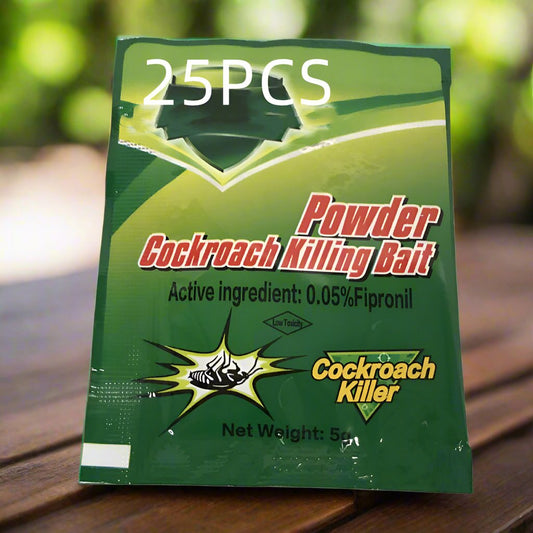 25PCS
Powder
Cockroach Killing Bait
Active ingredient: 0.05%Fipronil
Low Toxicity
Cockroach
Killer
Net Weight: 5g